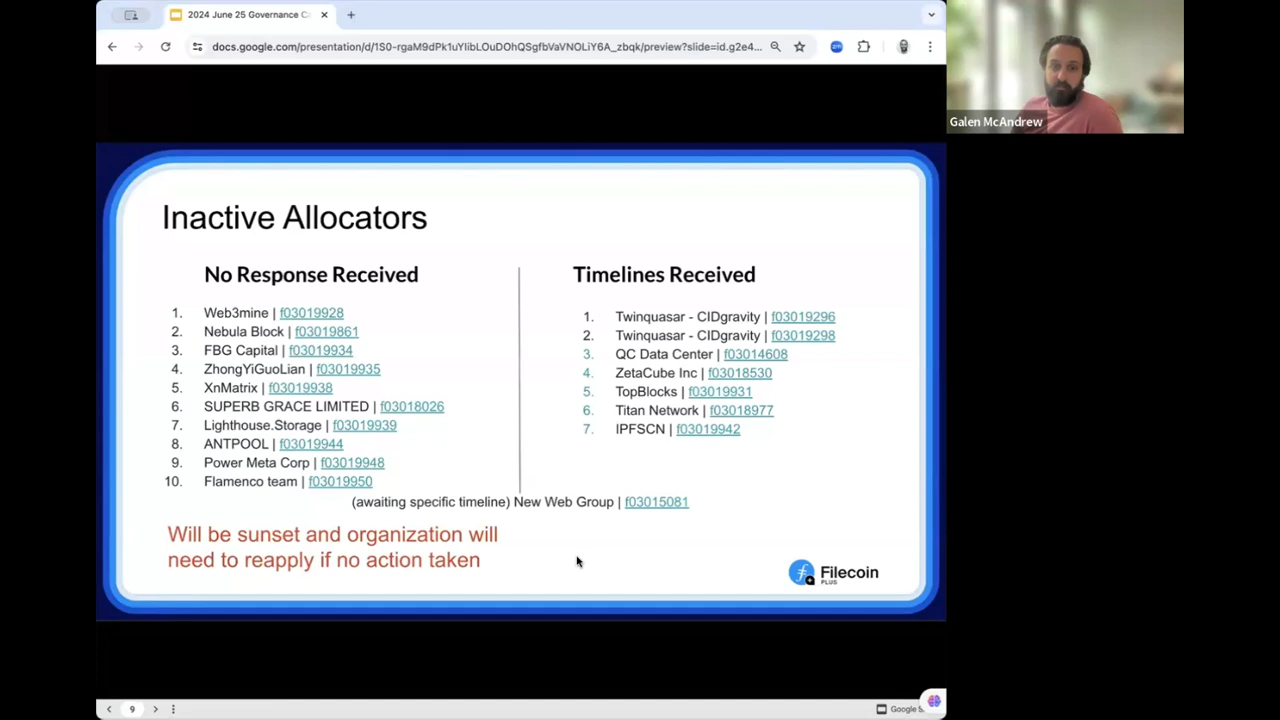 2024 June 25 Governance C
docs.google.com/presentation/d/1S0-rgaM9dPk1uYIibLOuDOhQSgfbVaVNOLiY6A_zbqk/preview?slide=id.g2e4...
Galen McAndrew
Inactive Allocators
No Response Received
1. Web3mine | f03019928
2. Nebula Block | f03019861
3. FBG Capital | f03019934
4. ZhongYiGuoLian | f03019935
5. XnMatrix | f03019938
6. SUPERB GRACE LIMITED | f03018026
7. Lighthouse.Storage | f03019939
8. ANTPOOL | f03019944
9. Power Meta Corp | f03019948
10. Flamenco team | f03019950
Timelines Received
1. Twinquasar - CIDgravity | f03019296
2. Twinquasar - CIDgravity | f03019298
3. QC Data Center | f03014608
4. ZetaCube Inc | f03018530
5. TopBlocks | f03019931
6. Titan Network | f03018977
7. IPFSCN | f03019942
(awaiting specific timeline) New Web Group | f03015081
Will be sunset and organization will
need to reapply if no action taken
Filecoin
PLUS
9
Google S